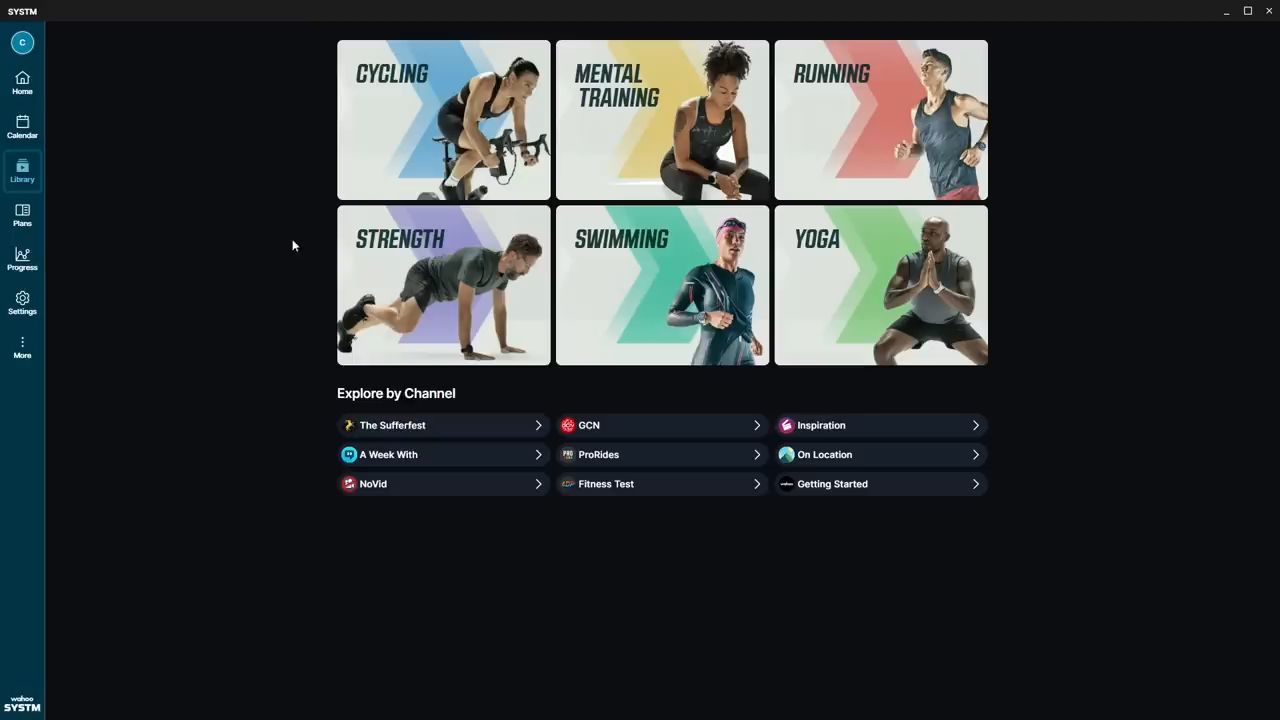 SYSTM
C
Home
Calendar
Library
Plans
Progress
Settings
More
CYCLING
MENTAL
TRAINING
RUNNING
STRENGTH
SWIMMING
YOGA
Explore by Channel
The Sufferfest
GCN
Inspiration
A Week With
ProRides
On Location
NoVid
Fitness Test
Getting Started
wahoo
SYSTM